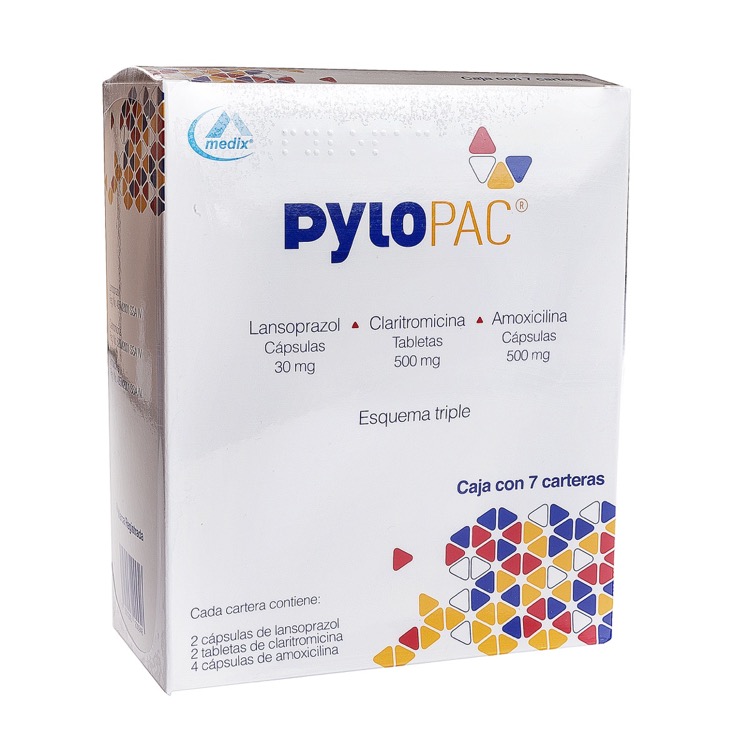 Caja con 7 carteras
medix®
PYLOPAC®
Lansoprazol ▲ Claritromicina ▲ Amoxicilina
Cápsulas Tabletas Cápsulas
30 mg 500 mg 500 mg
Esquema triple
Caja con 7 carteras
Cada cartera contiene:
2 cápsulas de lansoprazol
2 tabletas de claritromicina
4 cápsulas de amoxicilina